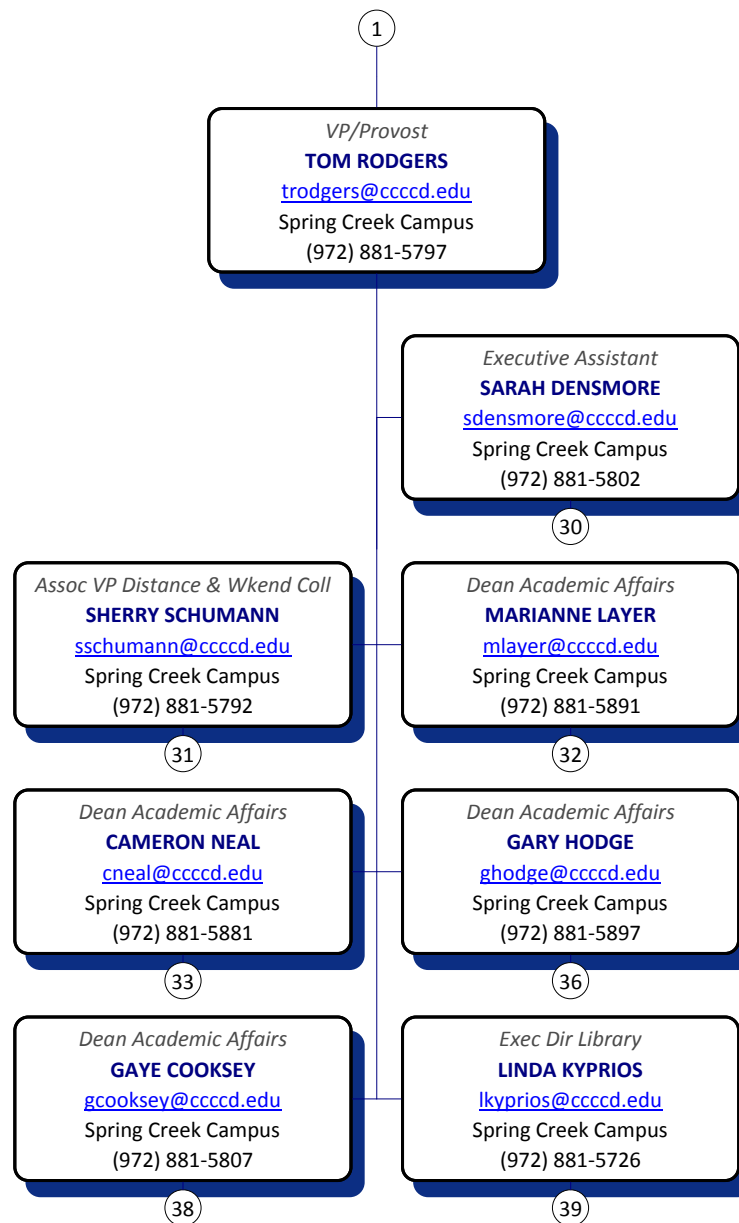 1
VP/Provost
TOM RODGERS
trodgers@ccccd.edu
Spring Creek Campus
(972) 881-5797
Executive Assistant
SARAH DENSMORE
sdensmore@ccccd.edu
Spring Creek Campus
(972) 881-5802
30
Assoc VP Distance & Wkend Coll
SHERRY SCHUMANN
sschumann@ccccd.edu
Spring Creek Campus
(972) 881-5792
31
Dean Academic Affairs
MARIANNE LAYER
mlayer@ccccd.edu
Spring Creek Campus
(972) 881-5891
32
Dean Academic Affairs
CAMERON NEAL
cneal@ccccd.edu
Spring Creek Campus
(972) 881-5881
33
Dean Academic Affairs
GARY HODGE
ghodge@ccccd.edu
Spring Creek Campus
(972) 881-5897
36
Dean Academic Affairs
GAYE COOKSEY
gcooksey@ccccd.edu
Spring Creek Campus
(972) 881-5807
38
Exec Dir Library
LINDA KYPRIOS
lkyprios@ccccd.edu
Spring Creek Campus
(972) 881-5726
39